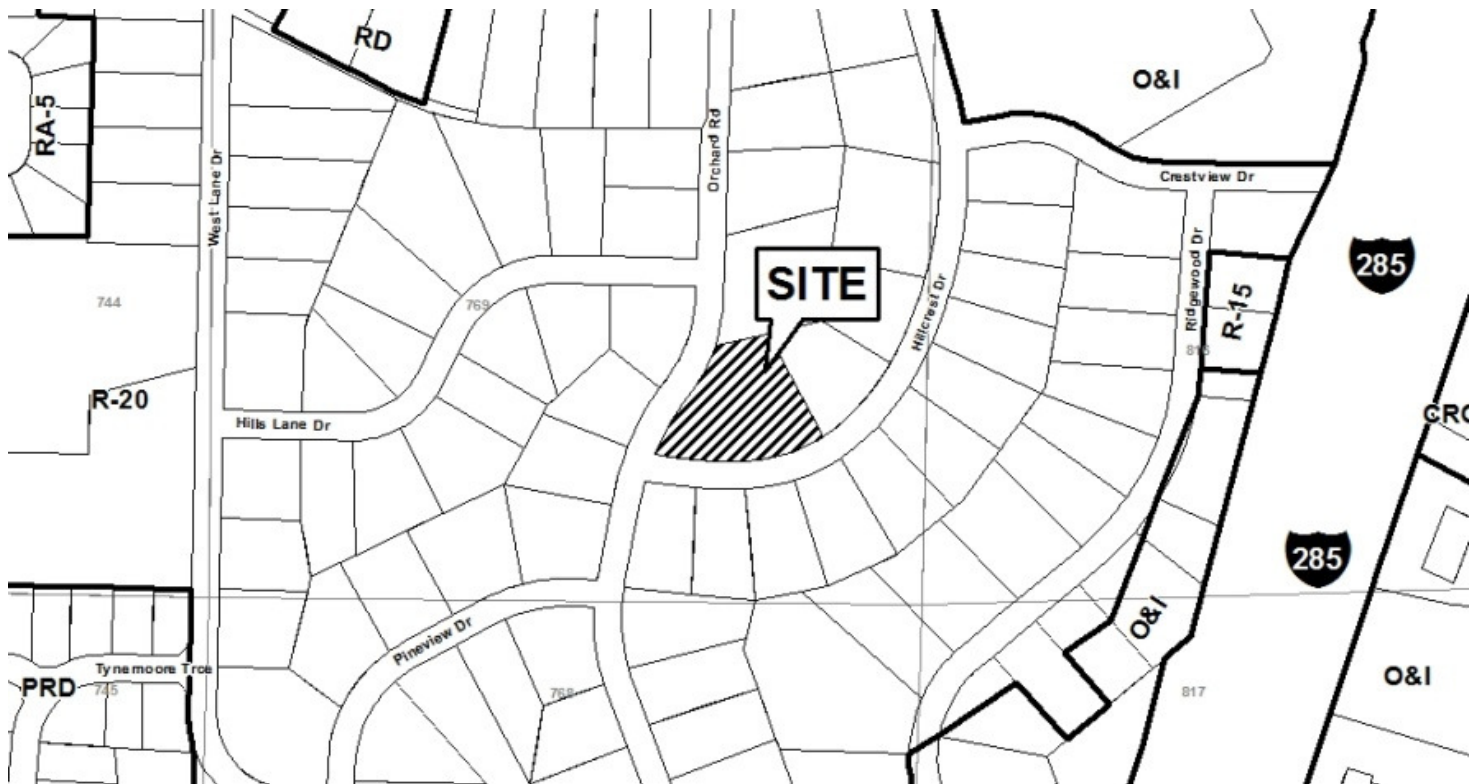 RD
O&I
RA-5
Orchard Rd
West Lane Dr
Crestview Dr
Ridgewood Dr
SITE
285
R-15
744
769
Hillcrest Dr
R-20
Hills Lane Dr
285
O&I
Pineview Dr
Tynemoore Trce
PRD
745
768
817
O&I